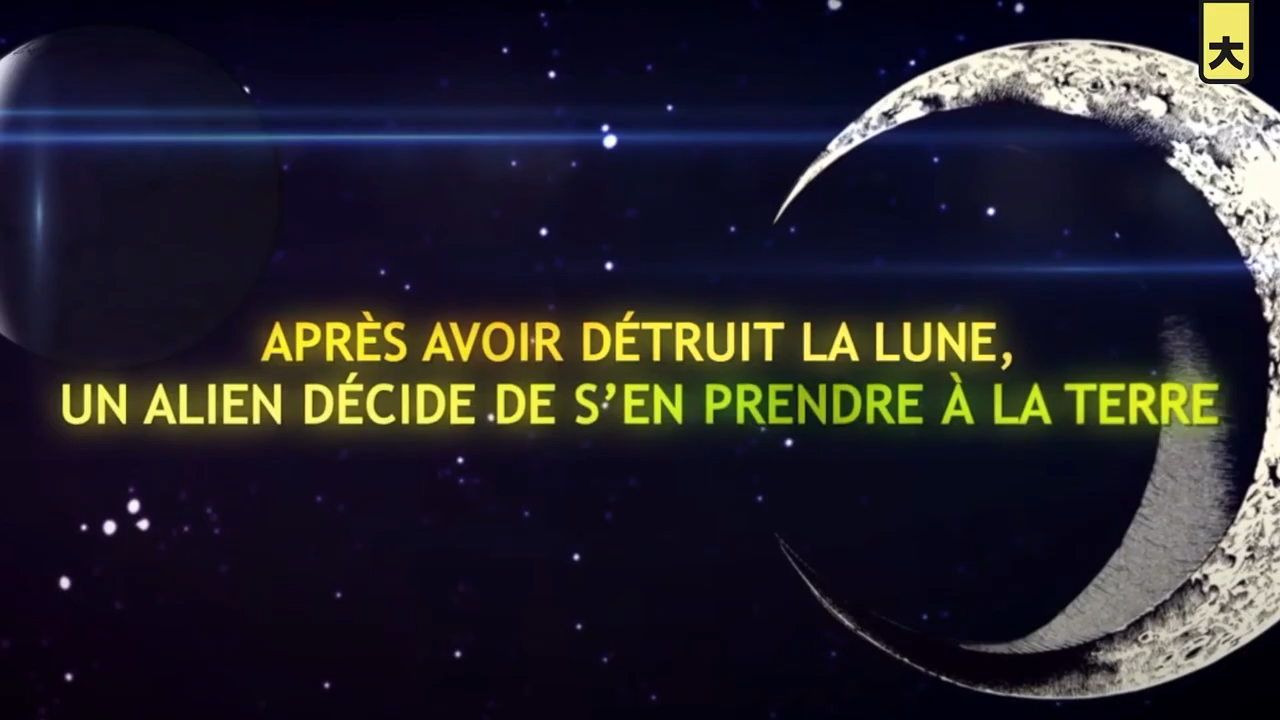 大
APRÈS AVOIR DÉTRUIT LA LUNE,
UN ALIEN DÉCIDE DE S’EN PRENDRE À LA TERRE